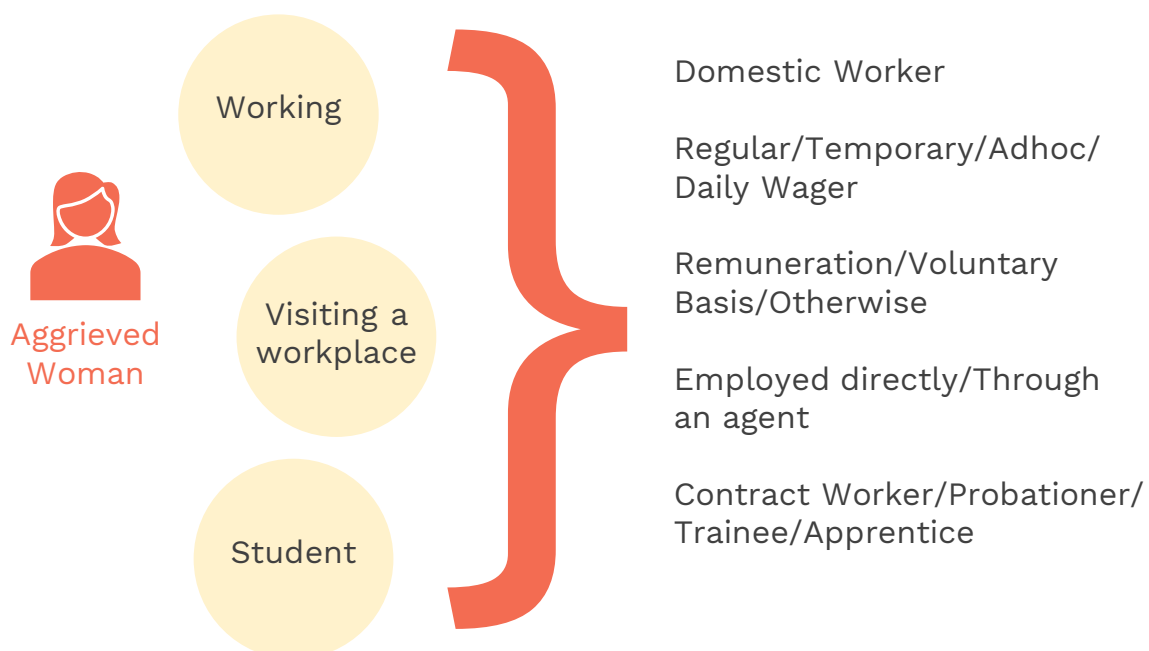 Aggrieved
Woman
Working
Visiting a
workplace
Student
Domestic Worker
Regular/Temporary/Adhoc/
Daily Wager
Remuneration/Voluntary
Basis/Otherwise
Employed directly/Through
an agent
Contract Worker/Probationer/
Trainee/Apprentice